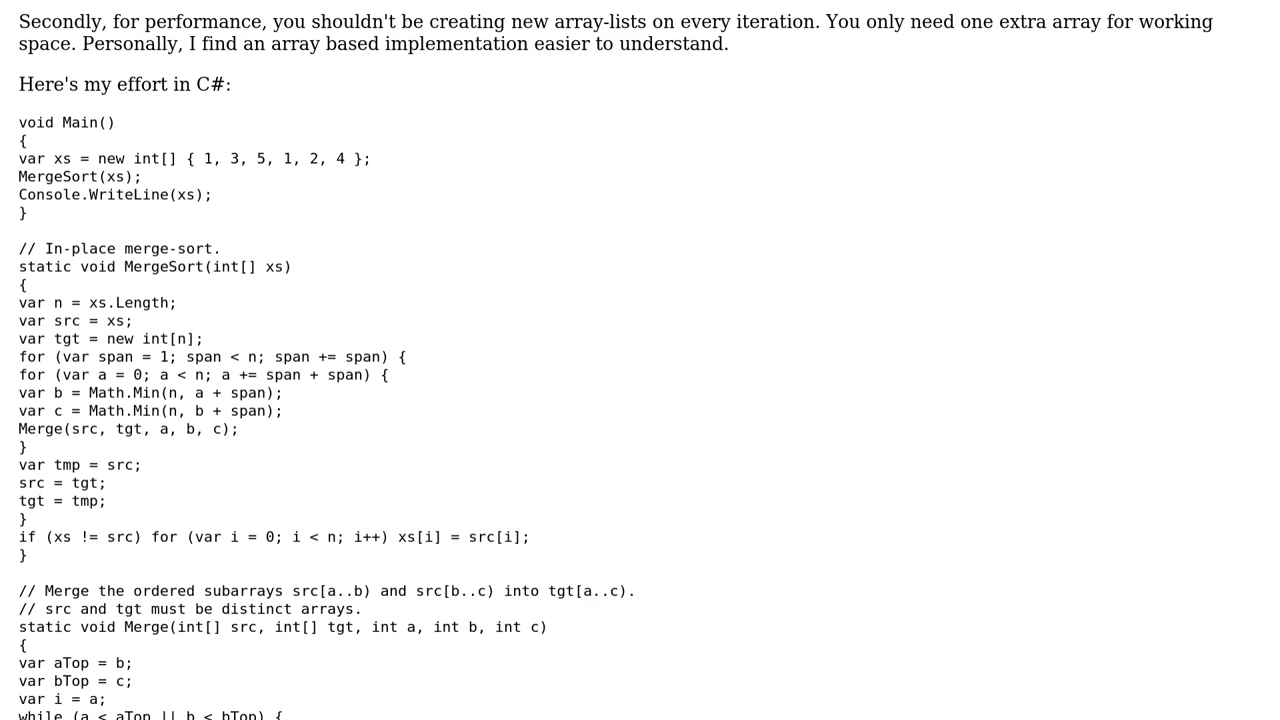 Secondly, for performance, you shouldn't be creating new array-lists on every iteration. You only need one extra array for working
space. Personally, I find an array based implementation easier to understand.
Here's my effort in C#:
void Main()
{
var xs = new int[] { 1, 3, 5, 1, 2, 4 };
MergeSort(xs);
Console.WriteLine(xs);
}
// In-place merge-sort.
static void MergeSort(int[] xs)
{
var n = xs.Length;
var src = xs;
var tgt = new int[n];
for (var span = 1; span < n; span += span) {
for (var a = 0; a < n; a += span + span) {
var b = Math.Min(n, a + span);
var c = Math.Min(n, b + span);
Merge(src, tgt, a, b, c);
}
var tmp = src;
src = tgt;
tgt = tmp;
}
if (xs != src) for (var i = 0; i < n; i++) xs[i] = src[i];
}
// Merge the ordered subarrays src[a..b) and src[b..c) into tgt[a..c).
// src and tgt must be distinct arrays.
static void Merge(int[] src, int[] tgt, int a, int b, int c)
{
var aTop = b;
var bTop = c;
var i = a;
while (a < aTop || b < bTop) {